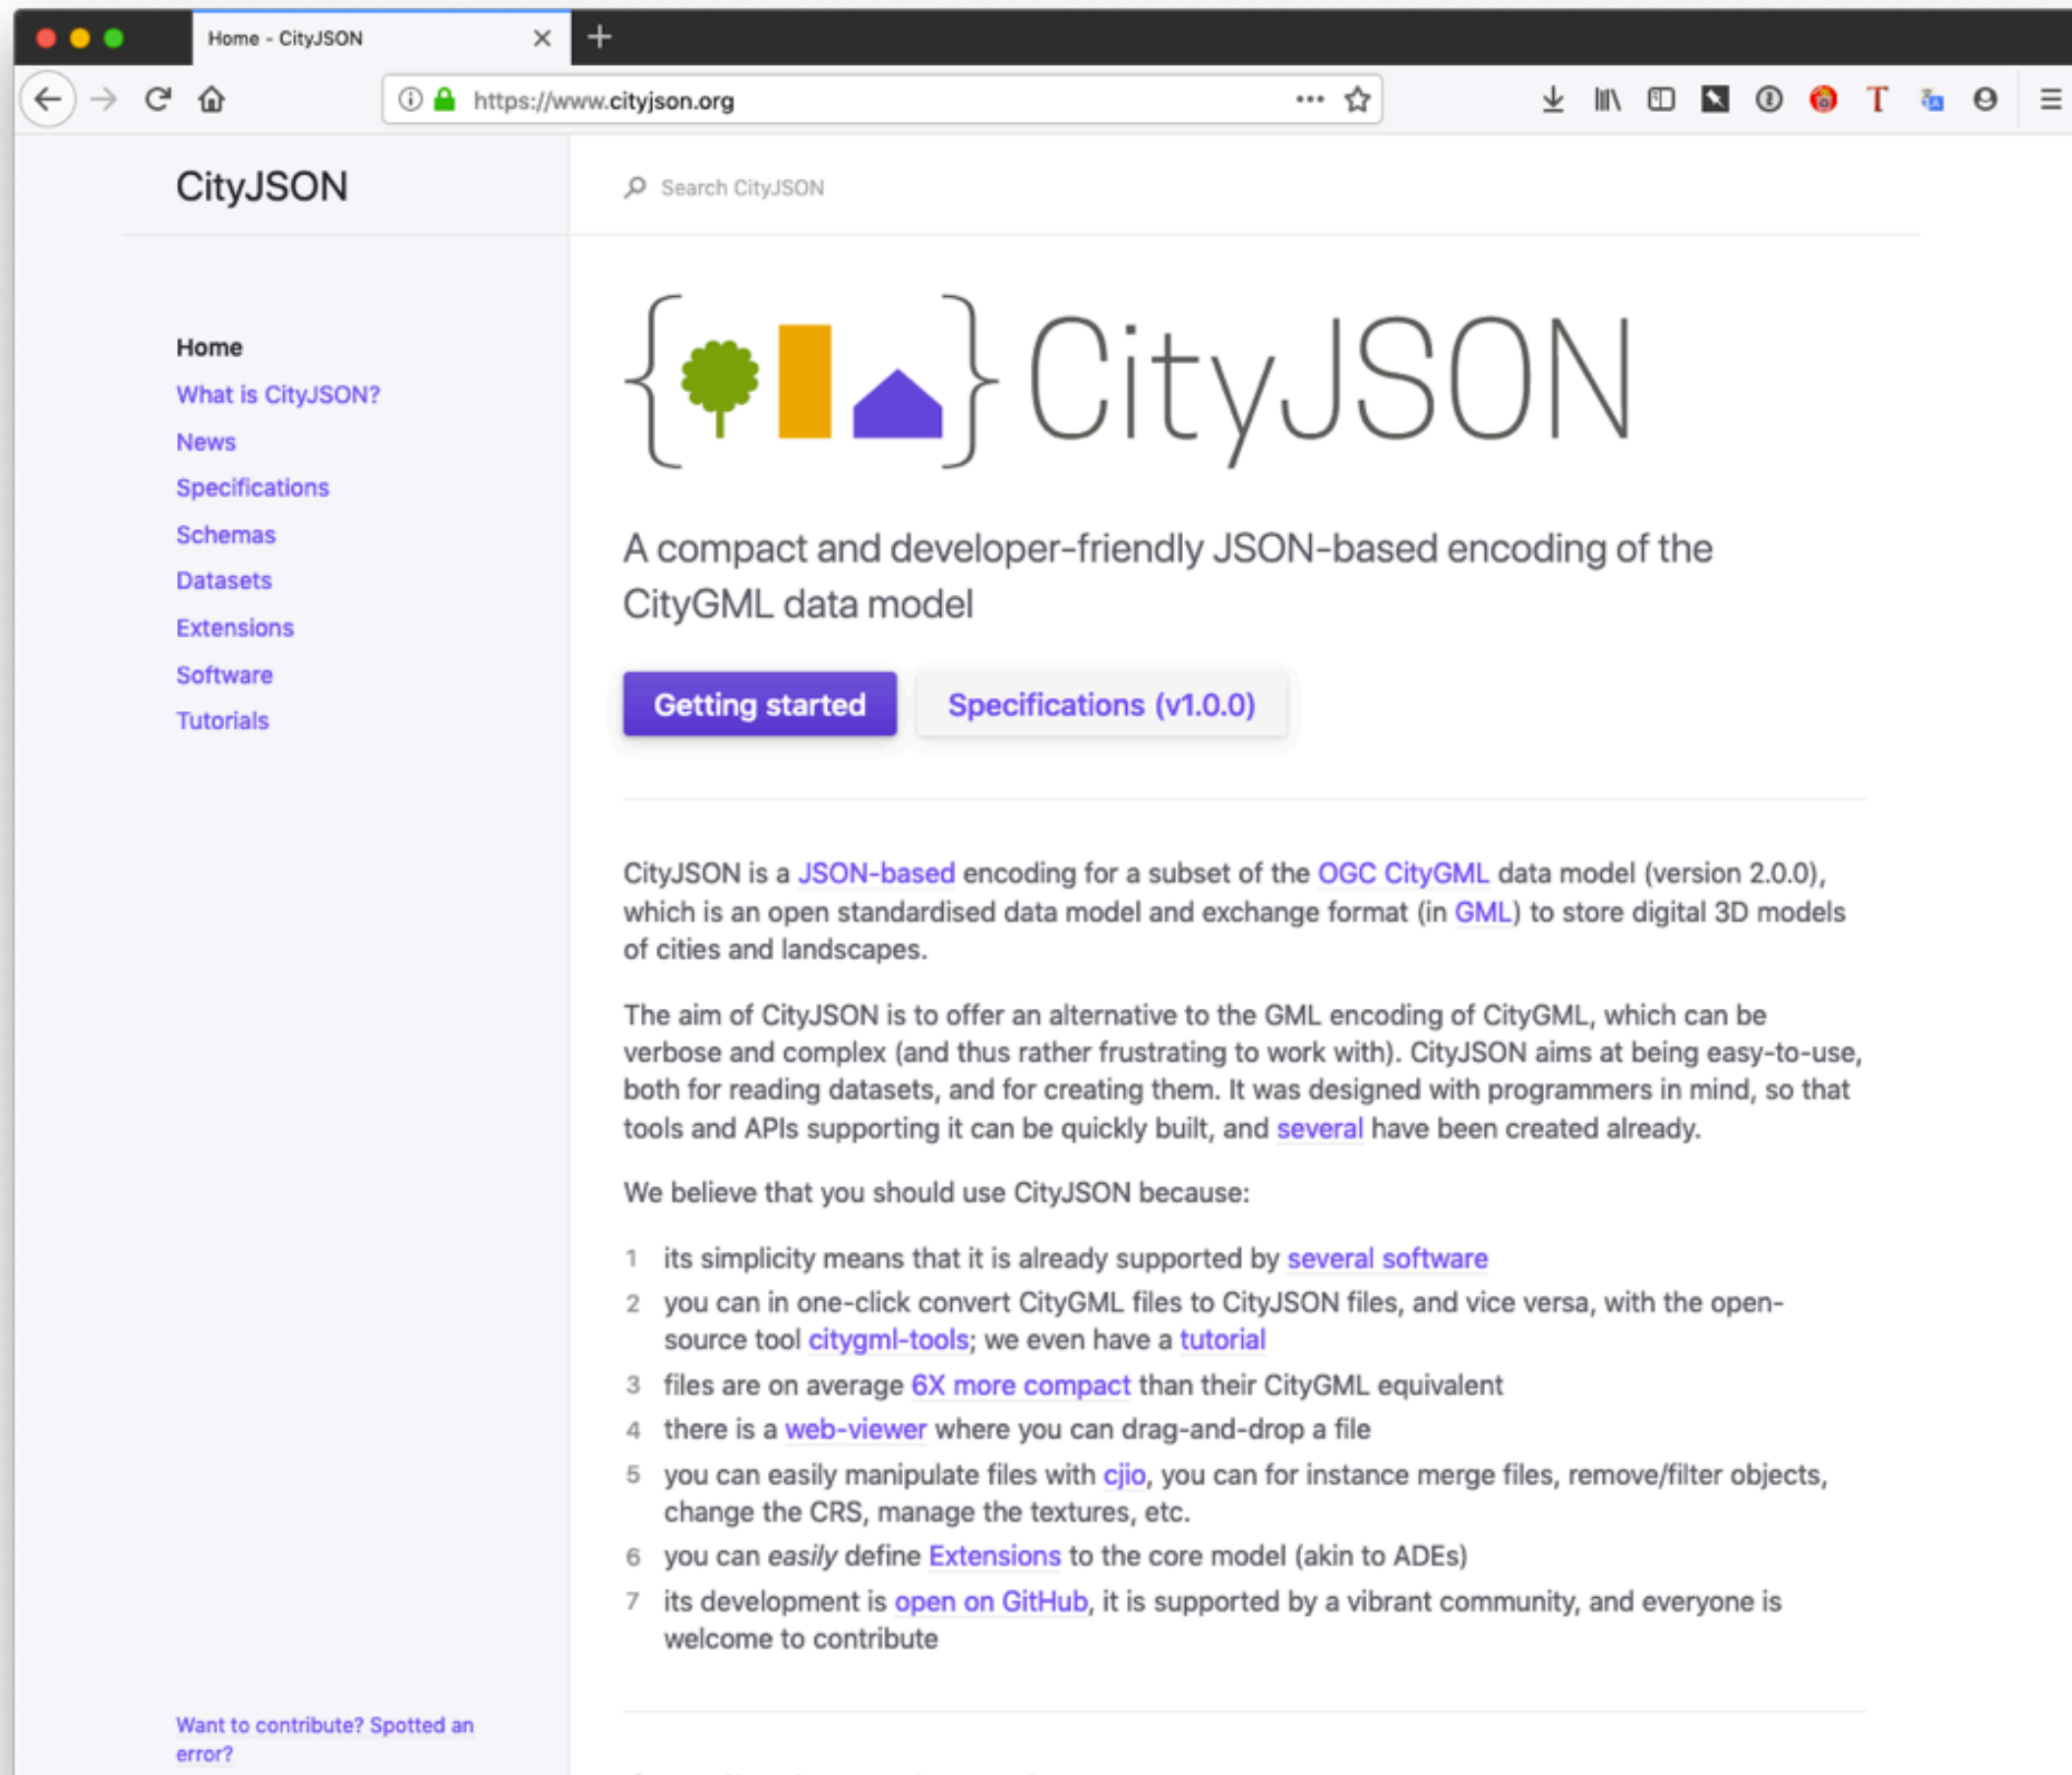 Home - CityJSON
https://www.cityjson.org
CityJSON
Search CityJSON
Home
What is CityJSON?
News
Specifications
Schemas
Datasets
Extensions
Software
Tutorials
Want to contribute? Spotted an
error?
CityJSON
A compact and developer-friendly JSON-based encoding of the
CityGML data model
Getting started
Specifications (v1.0.0)
CityJSON is a JSON-based encoding for a subset of the OGC CityGML data model (version 2.0.0),
which is an open standardised data model and exchange format (in GML) to store digital 3D models
of cities and landscapes.
The aim of CityJSON is to offer an alternative to the GML encoding of CityGML, which can be
verbose and complex (and thus rather frustrating to work with). CityJSON aims at being easy-to-use,
both for reading datasets, and for creating them. It was designed with programmers in mind, so that
tools and APIs supporting it can be quickly built, and several have been created already.
We believe that you should use CityJSON because:
1 its simplicity means that it is already supported by several software
2 you can in one-click convert CityGML files to CityJSON files, and vice versa, with the open-
source tool citygml-tools; we even have a tutorial
3 files are on average 6X more compact than their CityGML equivalent
4 there is a web-viewer where you can drag-and-drop a file
5 you can easily manipulate files with cjio, you can for instance merge files, remove/filter objects,
change the CRS, manage the textures, etc.
6 you can easily define Extensions to the core model (akin to ADEs)
7 its development is open on GitHub, it is supported by a vibrant community, and everyone is
welcome to contribute